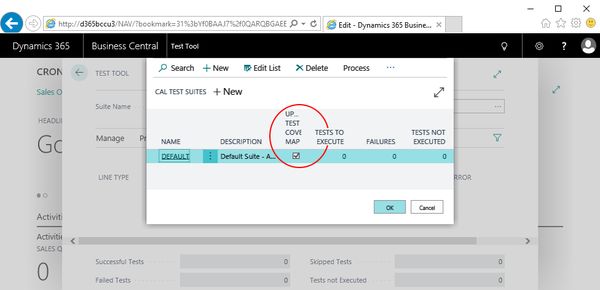 http://d365bccu3/NAV/?bookmark=31%3bYf0BAAJ7%2f0QARQBGAEE
Edit - Dynamics 365 Busine...
Dynamics 365 Business Central Test Tool
Search + New Edit List Delete Process ...
CRON
TEST TOOL
Sales O
CAL TEST SUITES + New
Suite Name
HEADLI
UP...
TEST
COVE
MAP
TESTS TO
EXECUTE
FAILURES
TESTS NOT
EXECUTED
NAME
DESCRIPTION
Manage
DEFAULT Default Suite - A... 0 0 0
LINE TYPE
ERROR
OK Cancel
Activiti
Activities
SALES Q
0
Successful Tests 0 Skipped Tests 0
Failed Tests 0 Tests not Executed 0